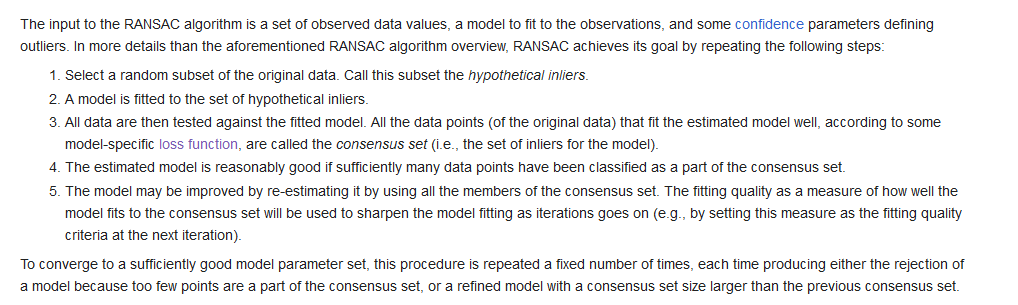 The input to the RANSAC algorithm is a set of observed data values, a model to fit to the observations, and some confidence parameters defining
outliers. In more details than the aforementioned RANSAC algorithm overview, RANSAC achieves its goal by repeating the following steps:
1. Select a random subset of the original data. Call this subset the hypothetical inliers.
2. A model is fitted to the set of hypothetical inliers.
3. All data are then tested against the fitted model. All the data points (of the original data) that fit the estimated model well, according to some
model-specific loss function, are called the consensus set (i.e., the set of inliers for the model).
4. The estimated model is reasonably good if sufficiently many data points have been classified as a part of the consensus set.
5. The model may be improved by re-estimating it by using all the members of the consensus set. The fitting quality as a measure of how well the
model fits to the consensus set will be used to sharpen the model fitting as iterations goes on (e.g., by setting this measure as the fitting quality
criteria at the next iteration).
To converge to a sufficiently good model parameter set, this procedure is repeated a fixed number of times, each time producing either the rejection of
a model because too few points are a part of the consensus set, or a refined model with a consensus set size larger than the previous consensus set.